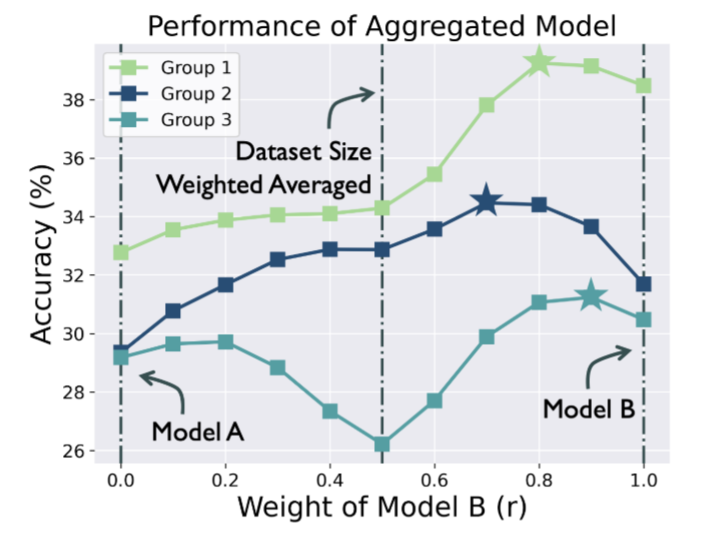 Performance of Aggregated Model
Group 1
Group 2
Group 3
Dataset Size
Weighted Averaged
Model A
Model B
Accuracy (%)
38
36
34
32
30
28
26
0.0 0.2 0.4 0.6 0.8 1.0
Weight of Model B (r)